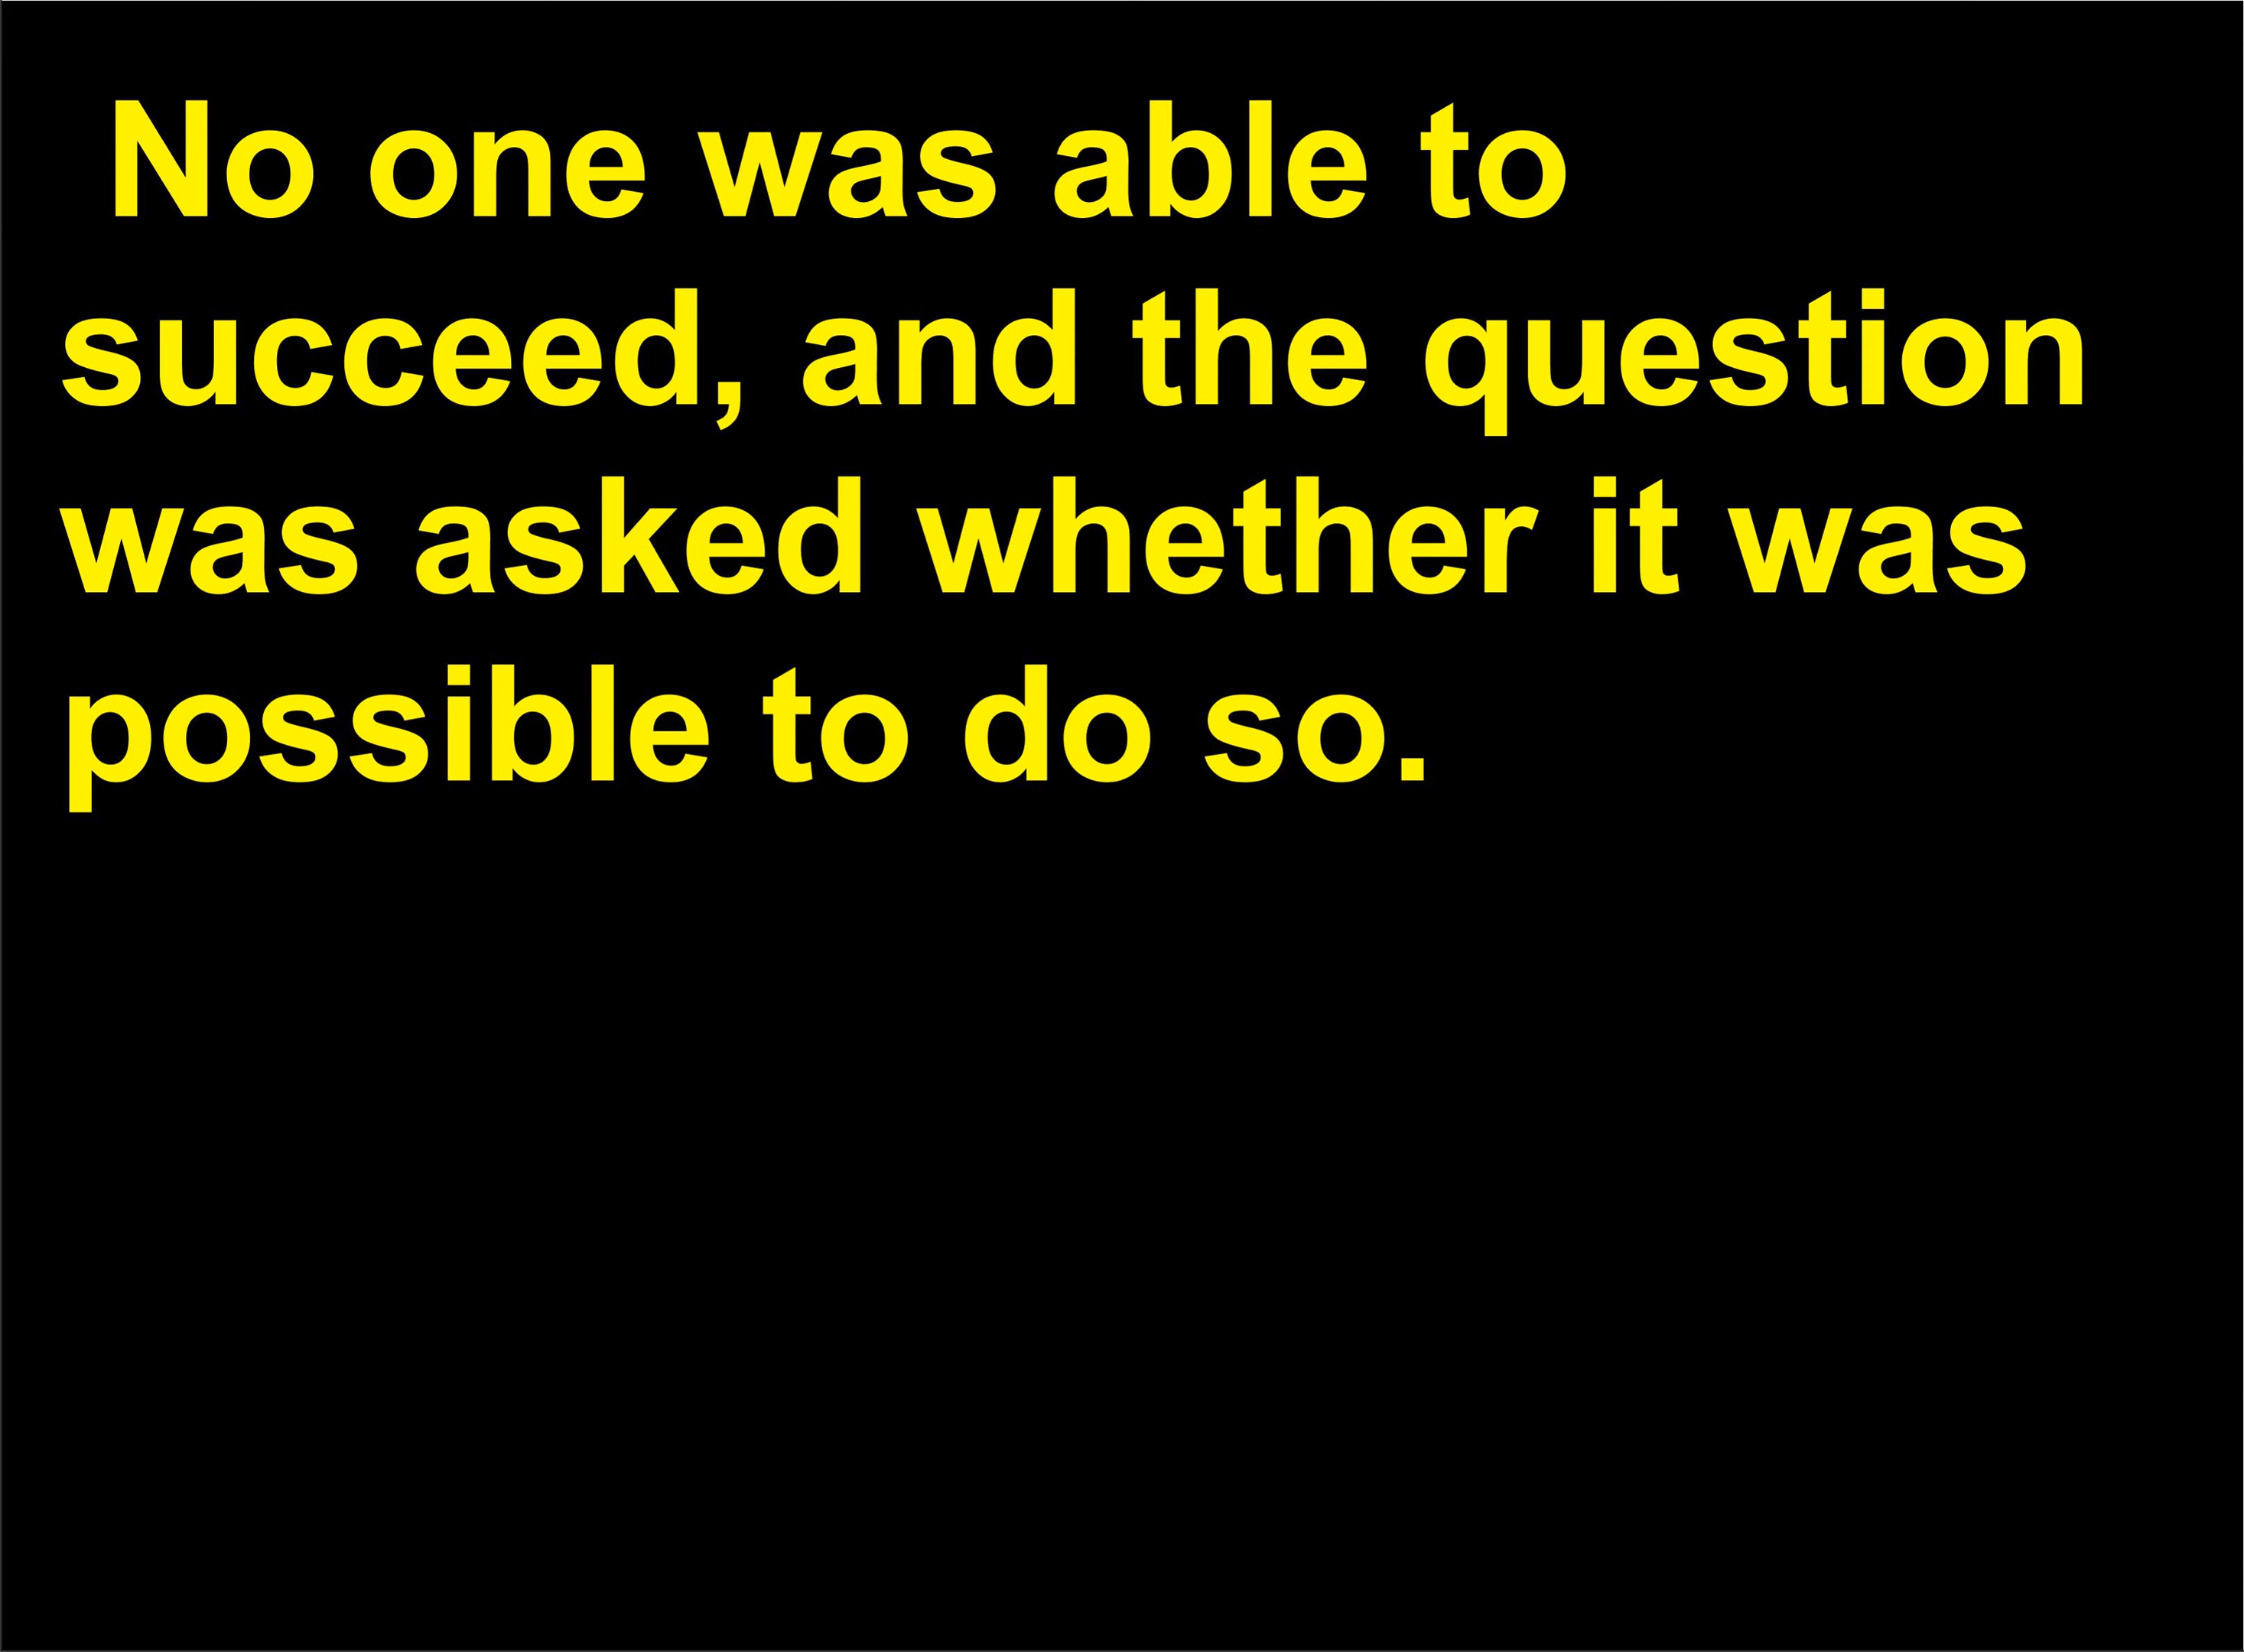 No one was able to
succeed, and the question
was asked whether it was
possible to do so.